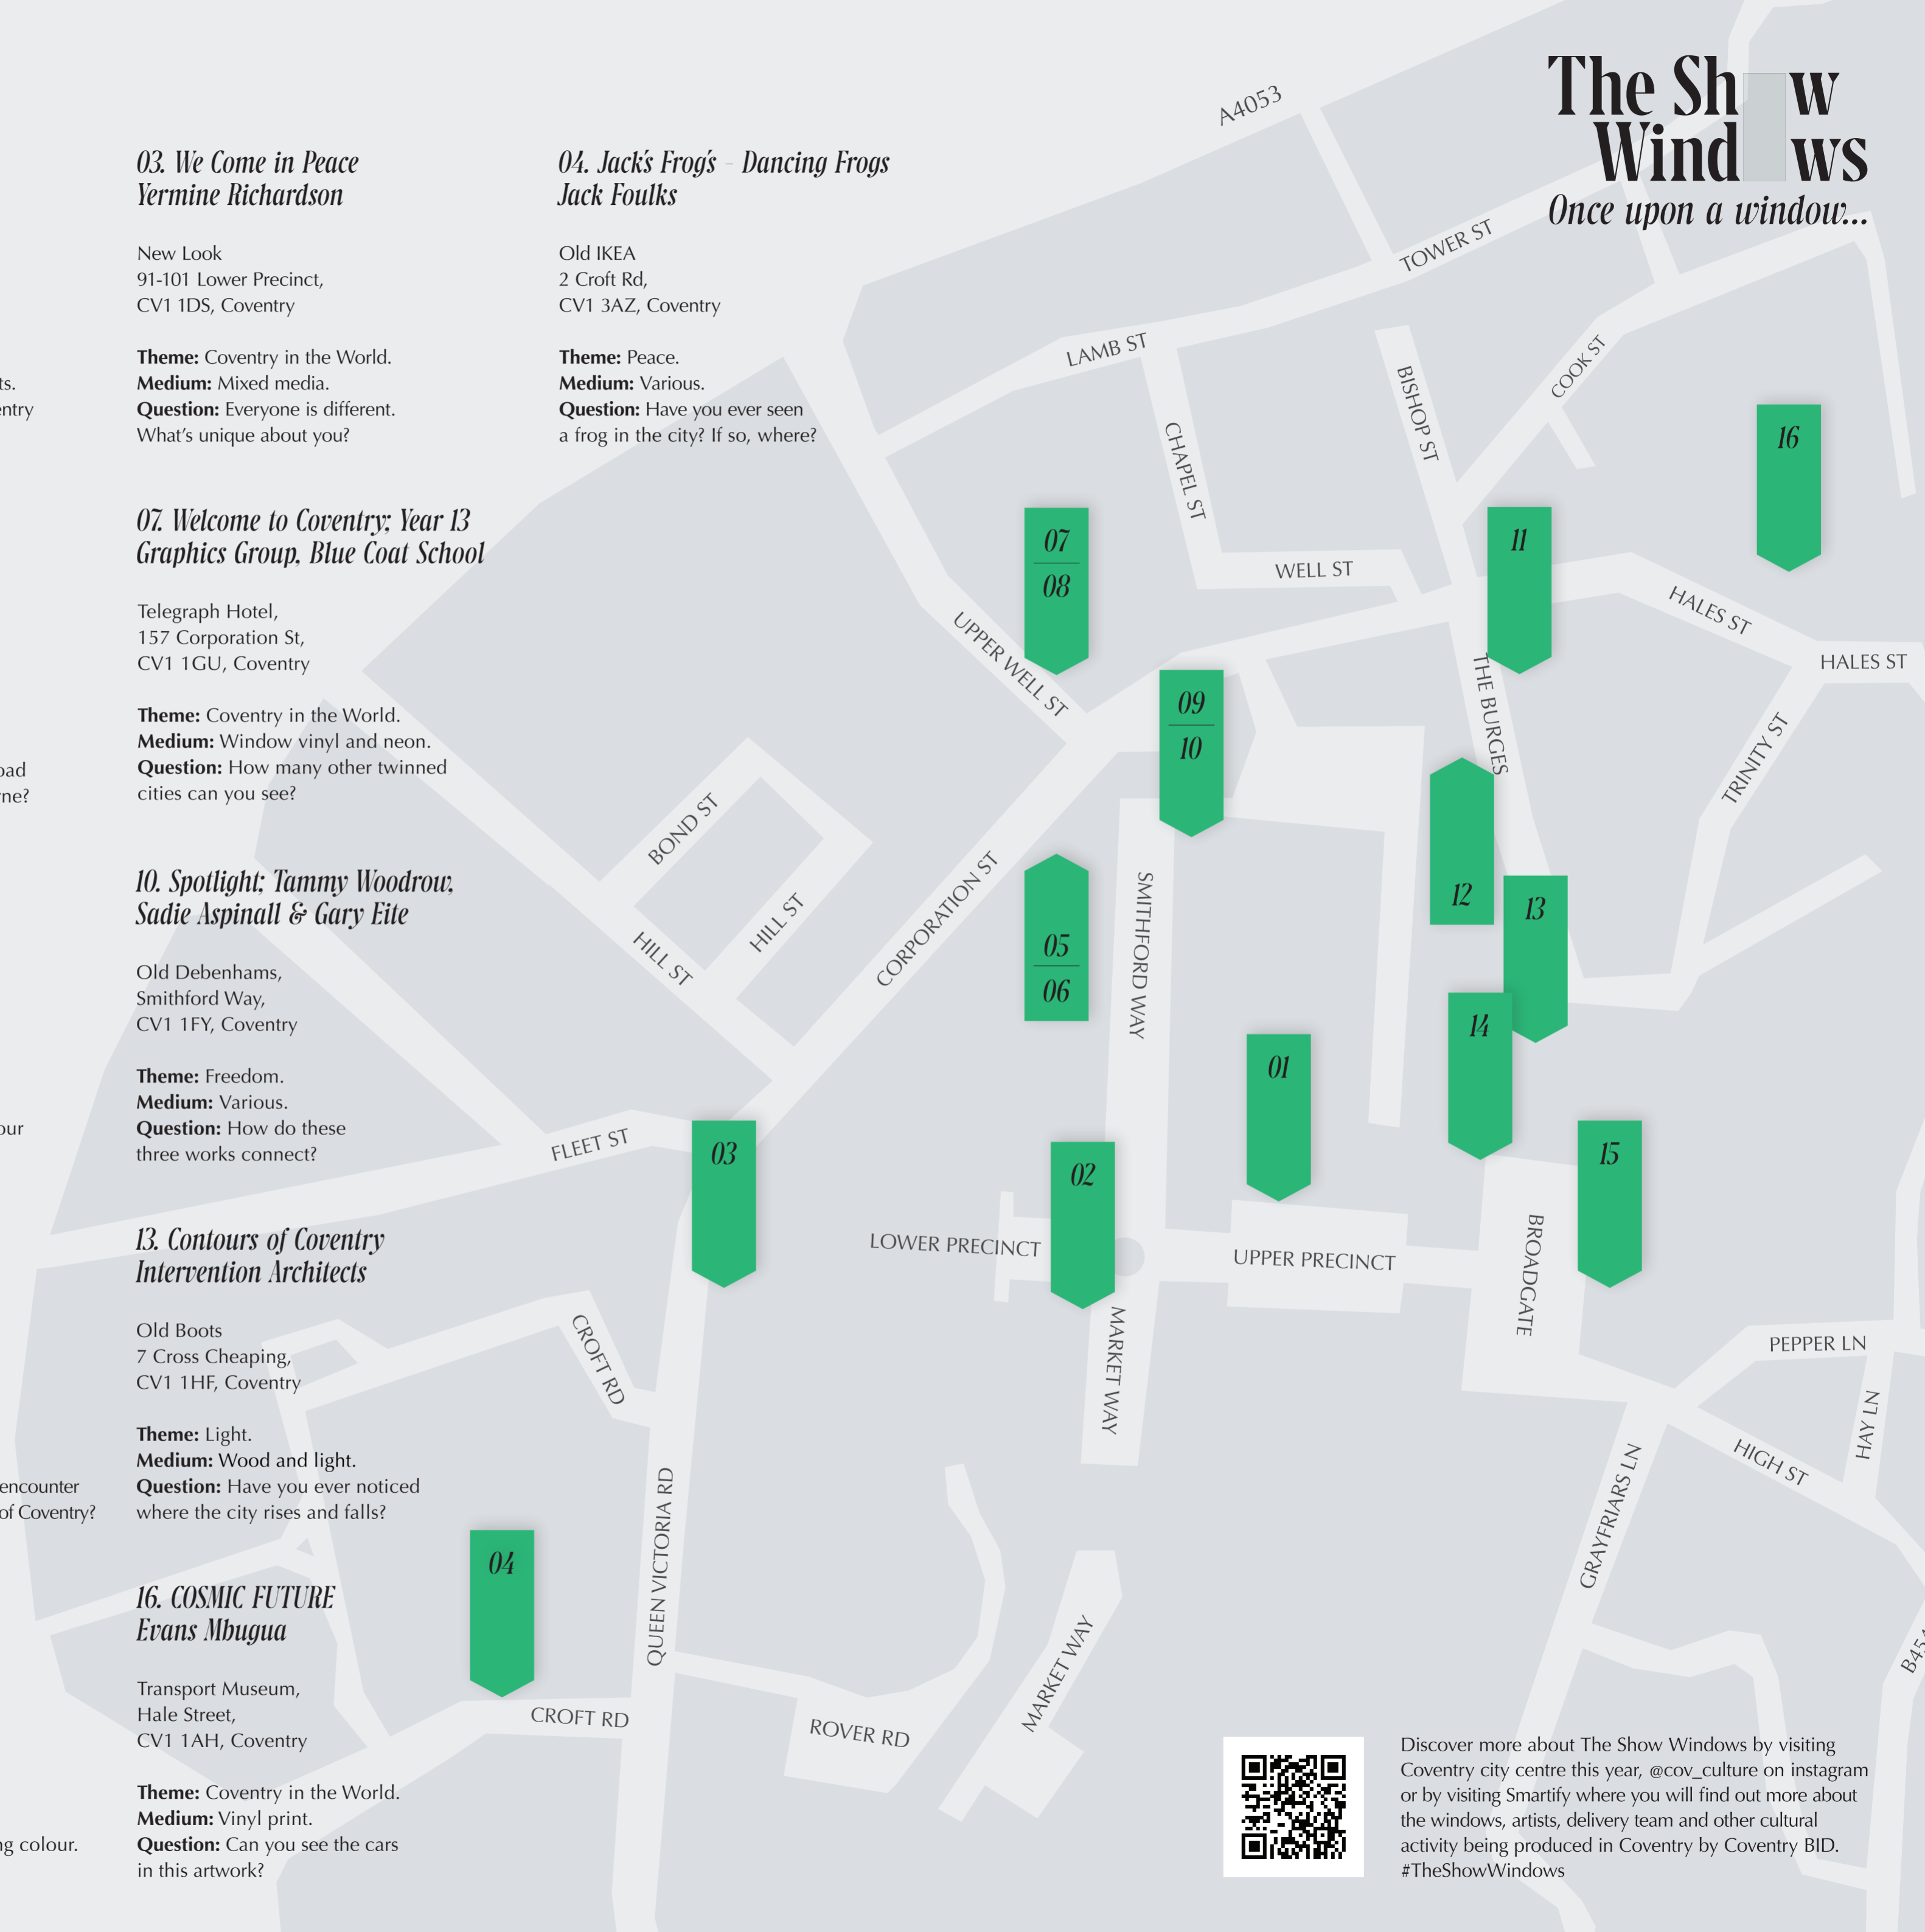 The Sh w
Wind ws
Once upon a window...
03. We Come in Peace
Yermine Richardson
New Look
91-101 Lower Precinct,
CV1 1DS, Coventry
Theme: Coventry in the World.
Medium: Mixed media.
Question: Everyone is different.
What's unique about you?
04. Jack's Frog's - Dancing Frogs
Jack Foulks
Old IKEA
2 Croft Rd,
CV1 3AZ, Coventry
Theme: Peace.
Medium: Various.
Question: Have you ever seen
a frog in the city? If so, where?
07. Welcome to Coventry; Year 13
Graphics Group, Blue Coat School
Telegraph Hotel,
157 Corporation St,
CV1 1GU, Coventry
Theme: Coventry in the World.
Medium: Window vinyl and neon.
Question: How many other twinned
cities can you see?
10. Spotlight; Tammy Woodrow,
Sadie Aspinall & Gary Eite
Old Debenhams,
Smithford Way,
CV1 1FY, Coventry
Theme: Freedom.
Medium: Various.
Question: How do these
three works connect?
13. Contours of Coventry
Intervention Architects
Old Boots
7 Cross Cheaping,
CV1 1HF, Coventry
Theme: Light.
Medium: Wood and light.
Question: Have you ever noticed
where the city rises and falls?
16. COSMIC FUTURE
Evans Mbugua
Transport Museum,
Hale Street,
CV1 1AH, Coventry
Theme: Coventry in the World.
Medium: Vinyl print.
Question: Can you see the cars
in this artwork?
encounter
of Coventry?
colour.
A4053
TOWER ST
LAMB ST
COOK ST
BISHOP ST
CHAPEL ST
16
11
07
08
WELL ST
HALES ST
HALES ST
UPPER WELL ST
THE BURGES
09
10
TRINITY ST
BOND ST
HILL ST
HILL ST
CORPORATION ST
SMITHFORD WAY
12
13
05
06
14
01
FLEET ST
03
02
15
LOWER PRECINCT
UPPER PRECINCT
BROADGATE
CROFT RD
MARKET WAY
PEPPER LN
HAY LN
HIGH ST
GRAYFRIARS LN
QUEEN VICTORIA RD
04
CROFT RD
ROVER RD
MARKET WAY
Discover more about The Show Windows by visiting
Coventry city centre this year, @cov_culture on instagram
or by visiting Smartify where you will find out more about
the windows, artists, delivery team and other cultural
activity being produced in Coventry by Coventry BID.
#TheShowWindows